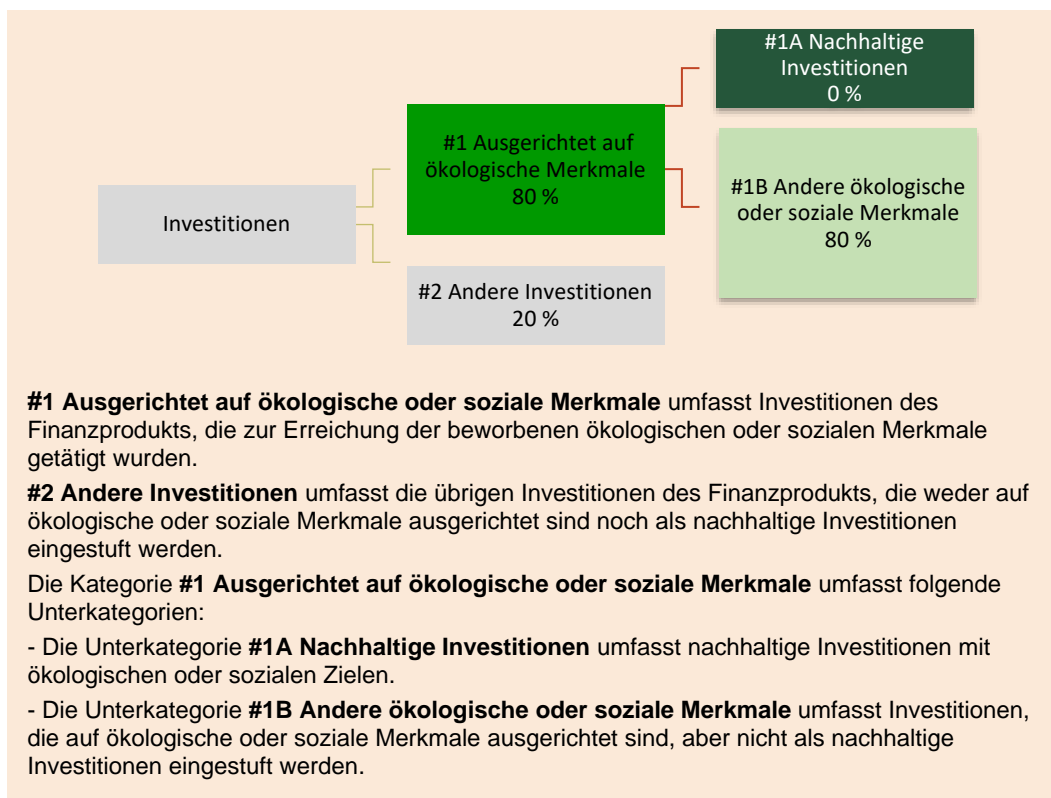 #1A Nachhaltige
Investitionen
0 %
#1 Ausgerichtet auf
ökologische Merkmale
80 %
#1B Andere ökologische
oder soziale Merkmale
80 %
Investitionen
#2 Andere Investitionen
20 %
#1 Ausgerichtet auf ökologische oder soziale Merkmale umfasst Investitionen des
Finanzprodukts, die zur Erreichung der beworbenen ökologischen oder sozialen Merkmale
getätigt wurden.
#2 Andere Investitionen umfasst die übrigen Investitionen des Finanzprodukts, die weder auf
ökologische oder soziale Merkmale ausgerichtet sind noch als nachhaltige Investitionen
eingestuft werden.
Die Kategorie #1 Ausgerichtet auf ökologische oder soziale Merkmale umfasst folgende
Unterkategorien:
- Die Unterkategorie #1A Nachhaltige Investitionen umfasst nachhaltige Investitionen mit
ökologischen oder sozialen Zielen.
- Die Unterkategorie #1B Andere ökologische oder soziale Merkmale umfasst Investitionen,
die auf ökologische oder soziale Merkmale ausgerichtet sind, aber nicht als nachhaltige
Investitionen eingestuft werden.